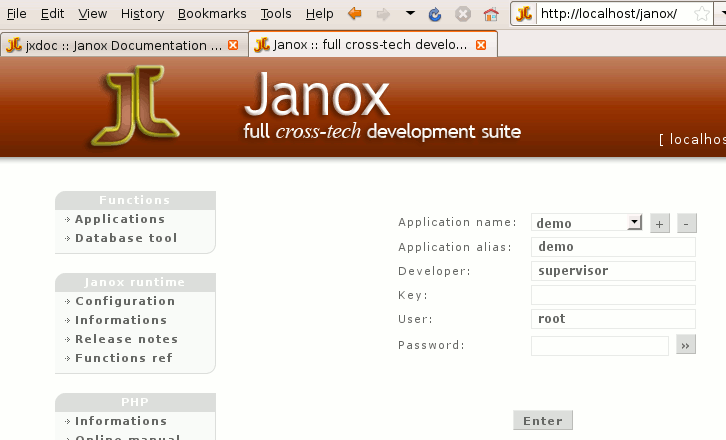 File Edit View History Bookmarks Tools Help http://localhost/janox/
jxdoc :: Janox Documentation ... Janox :: full cross-tech develo...
Janox
full cross-tech development suite
[ localhos
Functions
Applications
Database tool
Janox runtime
Configuration
Informations
Release notes
Functions ref
PHP
Informations
Online manual
Application name: demo + -
Application alias: demo
Developer: supervisor
Key:
User: root
Password: »
Enter